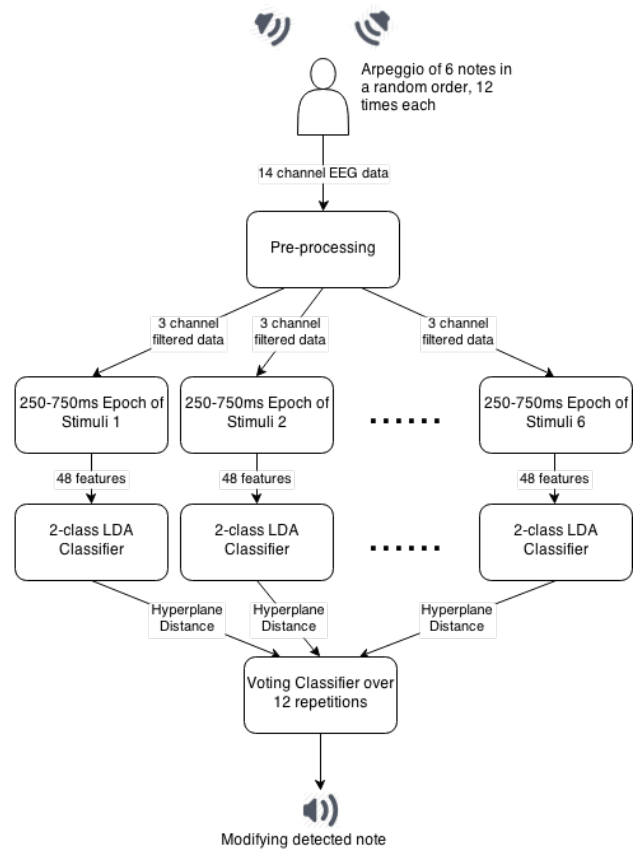 Arpeggio of 6 notes in
a random order, 12
times each
14 channel EEG data
Pre-processing
3 channel
filtered data
3 channel
filtered data
3 channel
filtered data
250-750ms Epoch of
Stimuli 1
250-750ms Epoch of
Stimuli 2
......
250-750ms Epoch of
Stimuli 6
48 features
48 features
48 features
2-class LDA
Classifier
2-class LDA
Classifier
......
2-class LDA
Classifier
Hyperplane
Distance
Hyperplane
Distance
Hyperplane
Distance
Voting Classifier over
12 repetitions
Modifying detected note